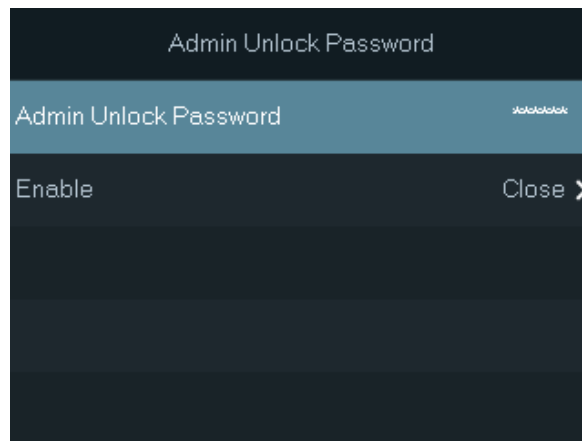 Admin Unlock Password
Admin Unlock Password ******
Enable Close >